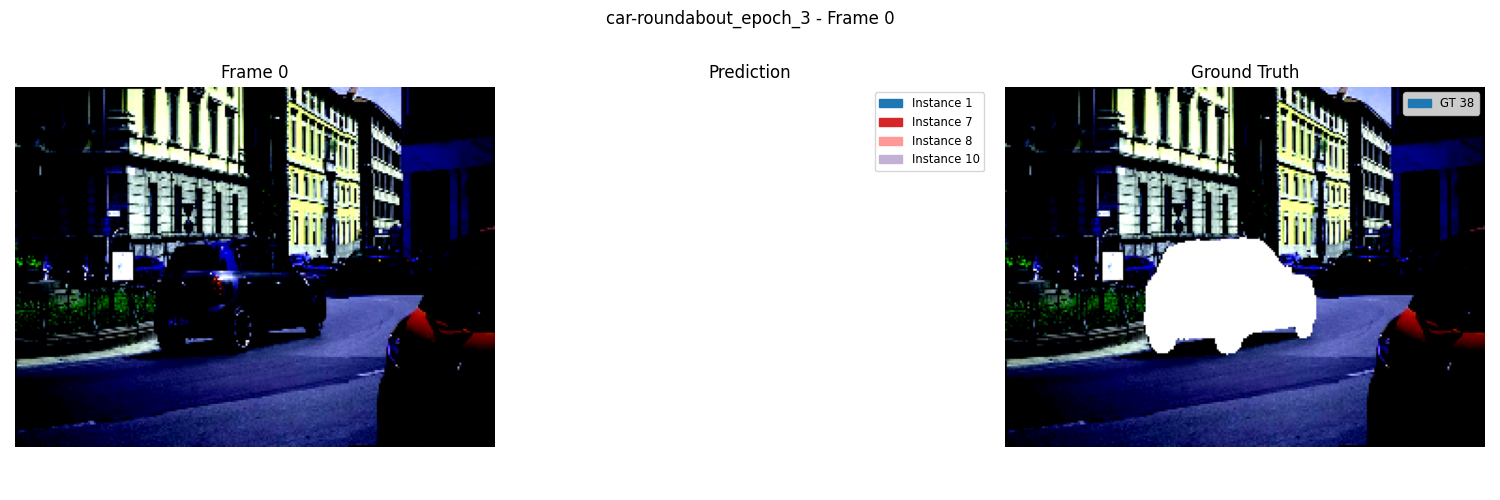 car-roundabout_epoch_3 - Frame 0
Frame 0
Prediction
Ground Truth
Instance 1
Instance 7
Instance 8
Instance 10
GT 38